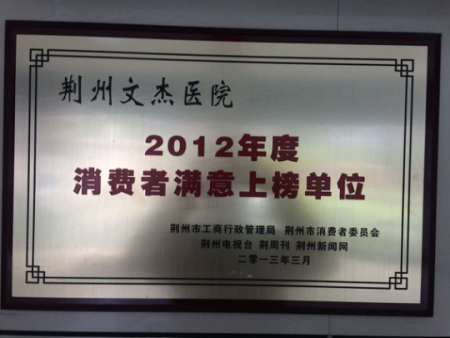 荆州文杰医院
2012年度
消费者满意上榜单位
荆州市工商行政管理局 荆州市消费者委员会
荆州电视台 荆周刊 荆州新闻网
二零一三年三月